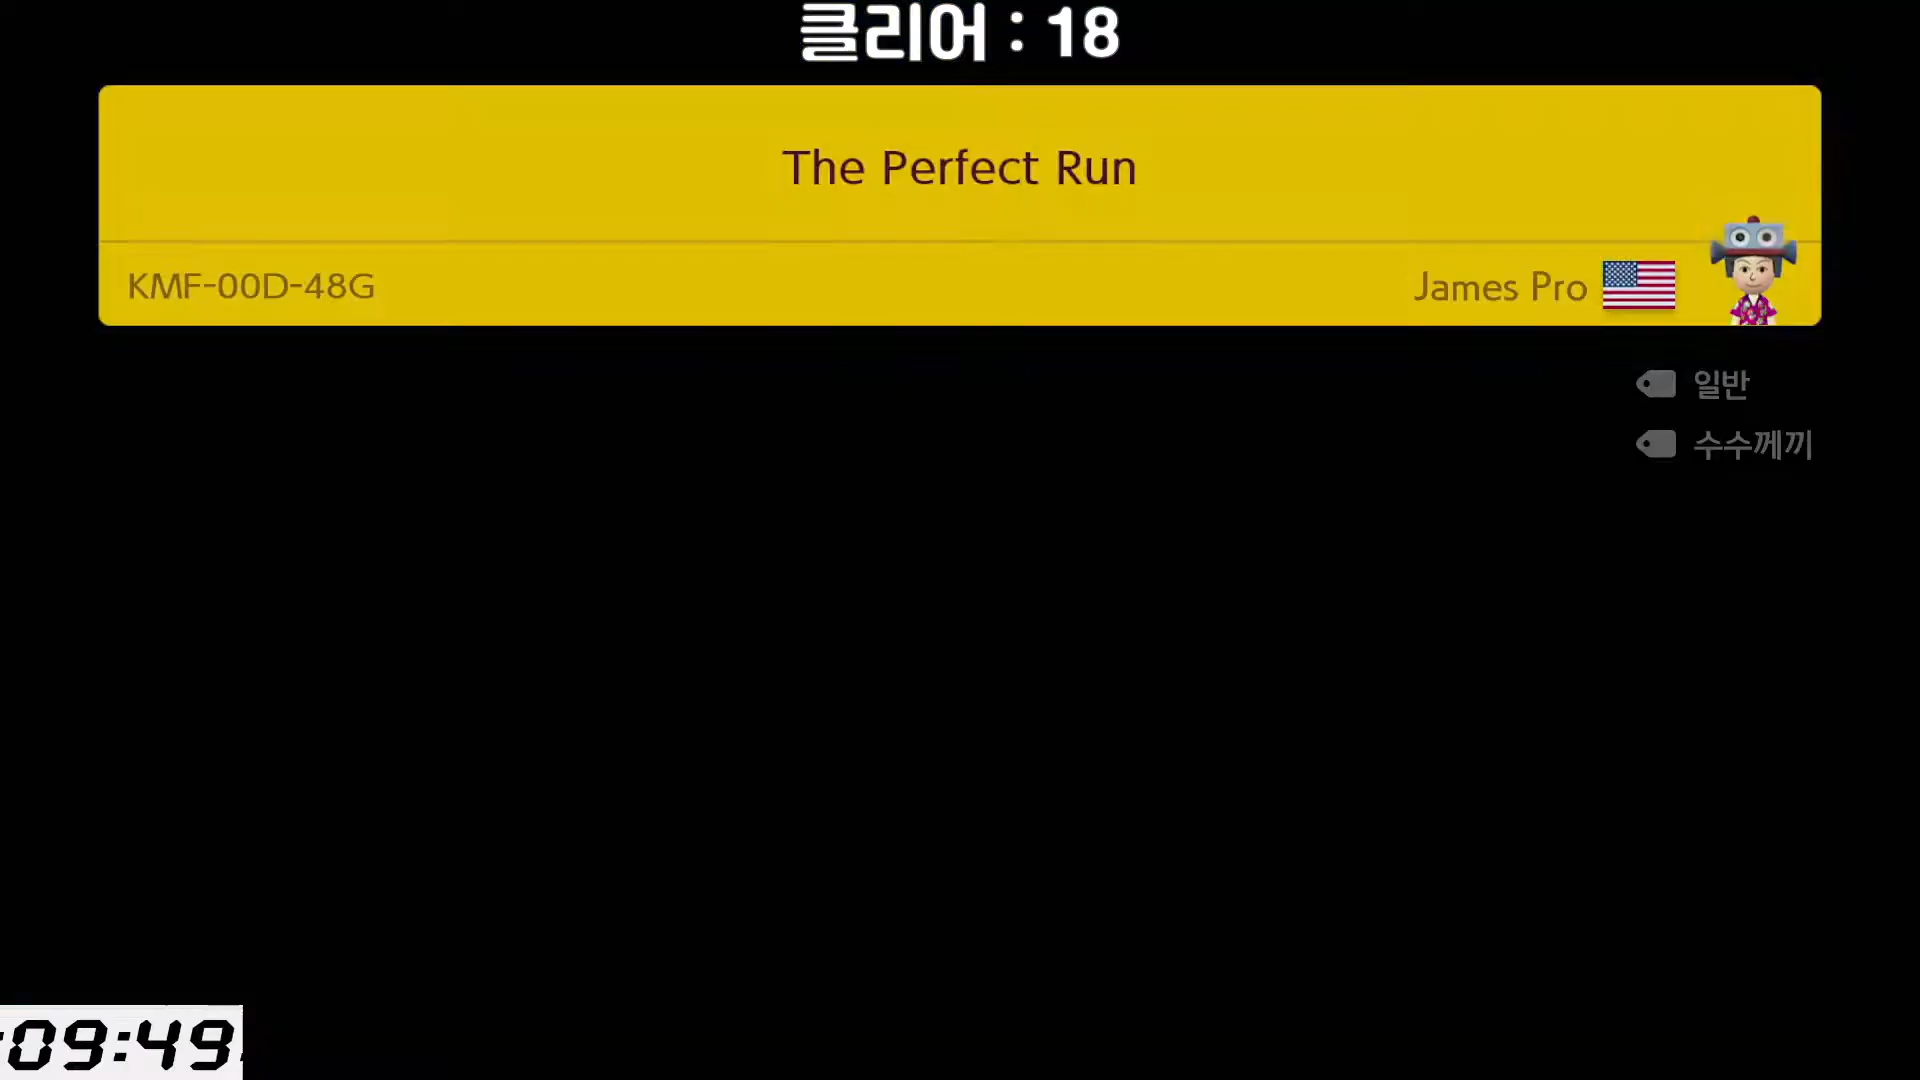 클리어 : 18
The Perfect Run
KMF-00D-48G
James Pro
일반
수수께끼
:09:49.